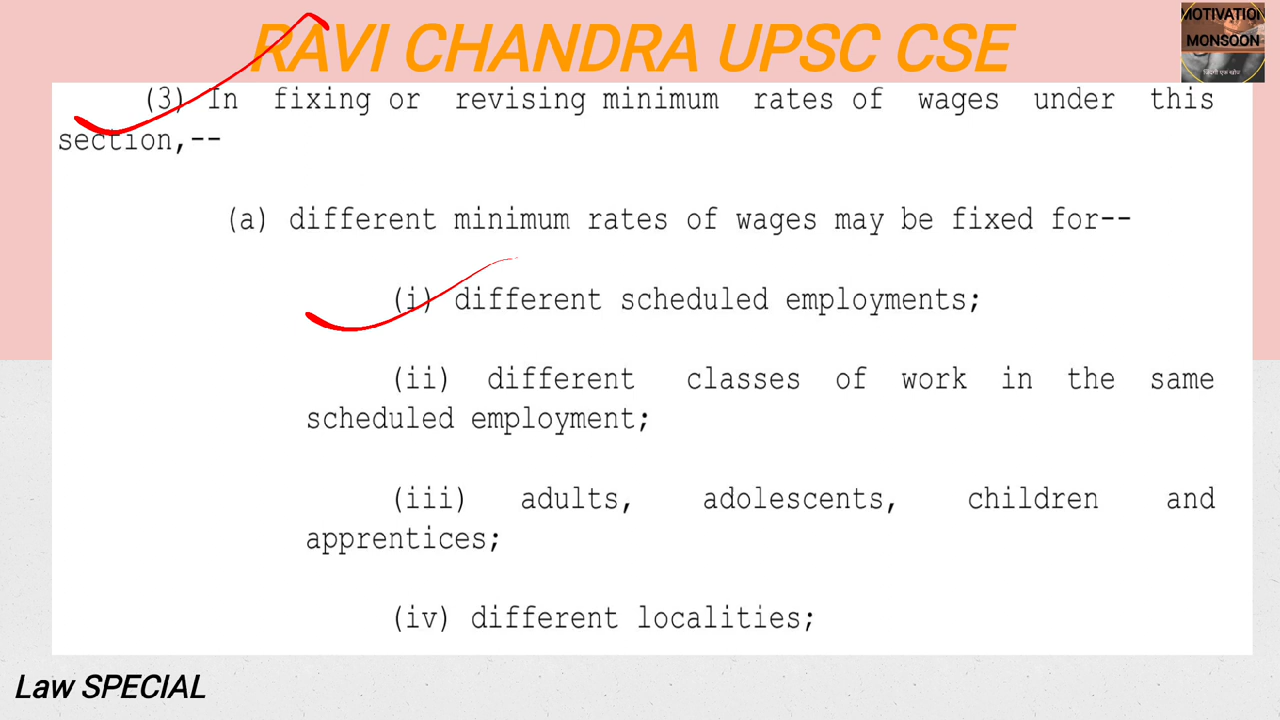 RAVI CHANDRA UPSC CSE
MOTIVATION
MONSOON
(3) In fixing or revising minimum rates of wages under this
section,--
(a) different minimum rates of wages may be fixed for--
(i) different scheduled employments;
(ii) different classes of work in the same
scheduled employment;
(iii) adults, adolescents, children and
apprentices;
(iv) different localities;
Law SPECIAL